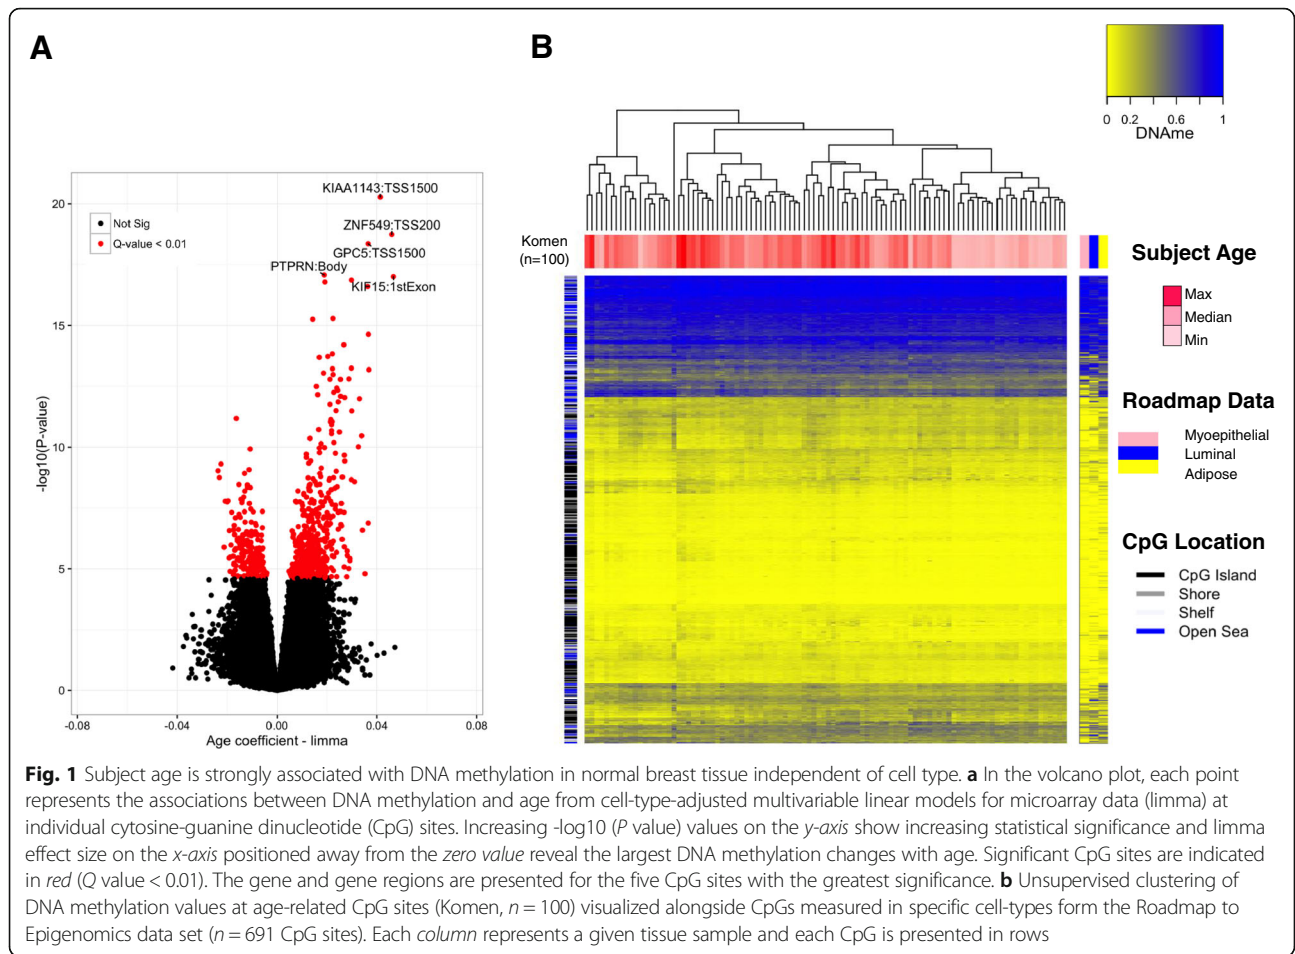 A
B
0 0.2 0.6 1
DNAme
20
15
10
5
0
-log10(P-value)
Not Sig
Q-value < 0.01
KIAA1143:TSS1500
ZNF549:TSS200
GPC5:TSS1500
PTPRN:Body
KIF15:1stExon
-0.08 -0.04 0.00 0.04 0.08
Age coefficient - limma
Komen
(n=100)
Subject Age
Max
Median
Min
Roadmap Data
Myoepithelial
Luminal
Adipose
CpG Location
CpG Island
Shore
Shelf
Open Sea
Fig. 1 Subject age is strongly associated with DNA methylation in normal breast tissue independent of cell type. a In the volcano plot, each point
represents the associations between DNA methylation and age from cell-type-adjusted multivariable linear models for microarray data (limma) at
individual cytosine-guanine dinucleotide (CpG) sites. Increasing -log10 (P value) values on the y-axis show increasing statistical significance and limma
effect size on the x-axis positioned away from the zero value reveal the largest DNA methylation changes with age. Significant CpG sites are indicated
in red (Q value < 0.01). The gene and gene regions are presented for the five CpG sites with the greatest significance. b Unsupervised clustering of
DNA methylation values at age-related CpG sites (Komen, n = 100) visualized alongside CpGs measured in specific cell-types form the Roadmap to
Epigenomics data set (n = 691 CpG sites). Each column represents a given tissue sample and each CpG is presented in rows